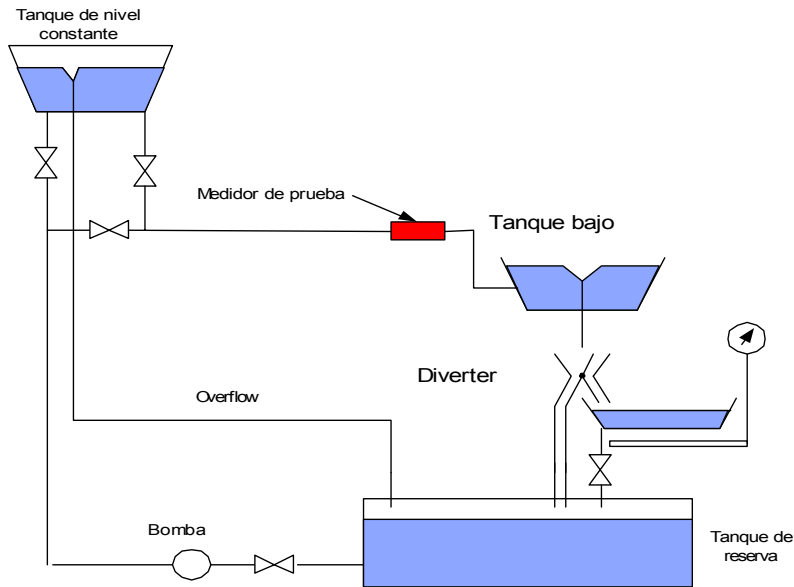 Tanque de nivel
constante
Medidor de prueba
Tanque bajo
Diverter
Overflow
Bomba
Tanque de
reserva